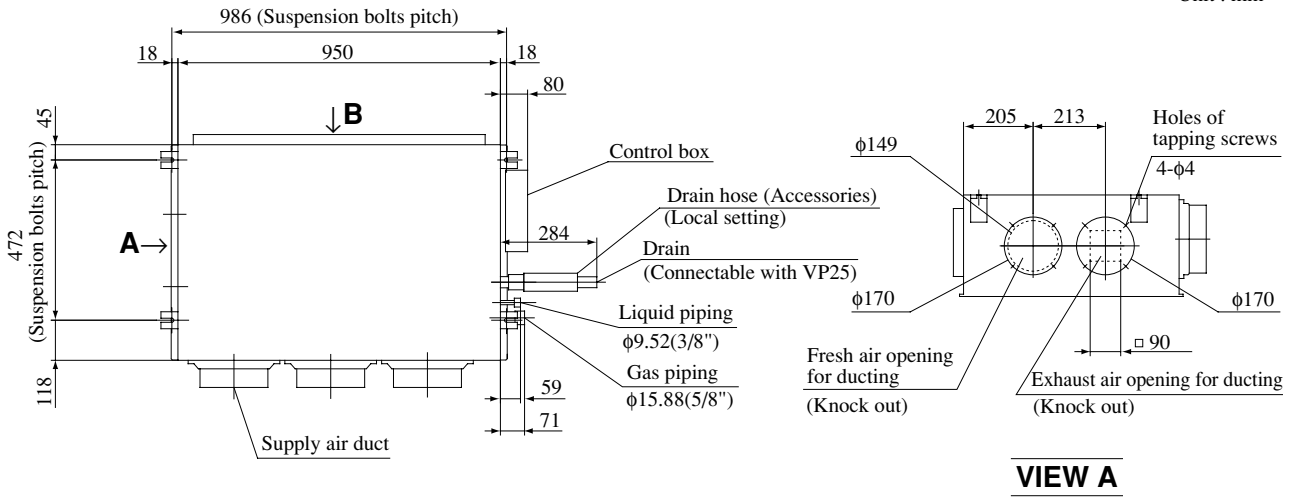 Unit : mm
986 (Suspension bolts pitch)
18
950
18
80
45
B
Control box
Drain hose (Accessories)
(Local setting)
A
472
(Suspension bolts pitch)
284
Drain
(Connectable with VP25)
Liquid piping
ϕ9.52(3/8")
Gas piping
ϕ15.88(5/8")
118
59
71
Supply air duct
205
213
Holes of
tapping screws
4-ϕ4
ϕ149
ϕ170
ϕ170
□ 90
Fresh air opening
for ducting
(Knock out)
Exhaust air opening for ducting
(Knock out)
VIEW A